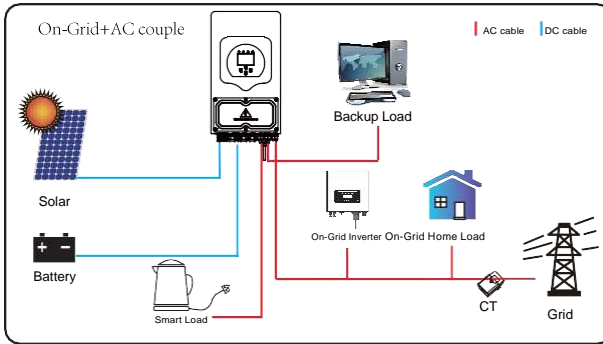 On-Grid+AC couple
AC cable
DC cable
Backup Load
Solar
On-Grid Inverter
On-Grid Home Load
Battery
Smart Load
CT
Grid